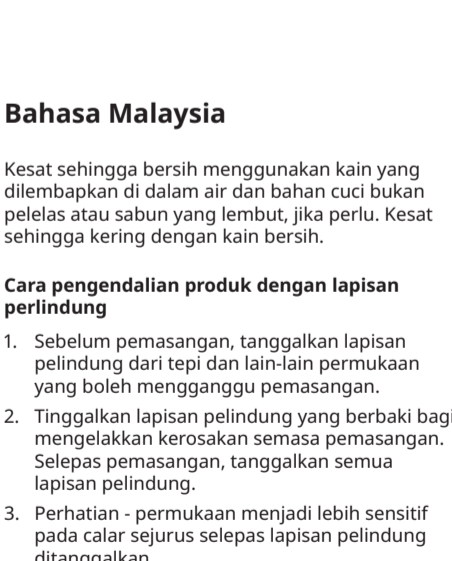 Bahasa Malaysia
Kesat sehingga bersih menggunakan kain yang
dilembapkan di dalam air dan bahan cuci bukan
pelelas atau sabun yang lembut, jika perlu. Kesat
sehingga kering dengan kain bersih.
Cara pengendalian produk dengan lapisan
perlindung
1. Sebelum pemasangan, tanggalkan lapisan
pelindung dari tepi dan lain-lain permukaan
yang boleh mengganggu pemasangan.
2. Tinggalkan lapisan pelindung yang berbaki bagi
mengelakkan kerosakan semasa pemasangan.
Selepas pemasangan, tanggalkan semua
lapisan pelindung.
3. Perhatian - permukaan menjadi lebih sensitif
pada calar sejurus selepas lapisan pelindung
ditanggalkan